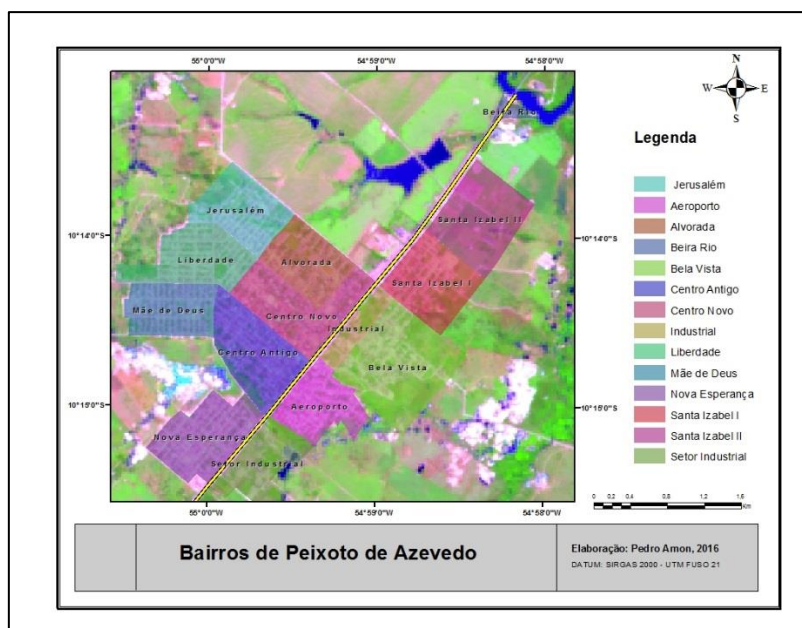 55°0'0"W
54°59'0"W
54°58'0"W
N
W
E
S
Beira Rio
Legenda
Jerusalém
Aeroporto
Alvorada
Beira Rio
Bela Vista
Centro Antigo
Centro Novo
Industrial
Liberdade
Mãe de Deus
Nova Esperança
Santa Izabel I
Santa Izabel II
Setor Industrial
Jerusalém
Santa Izabel II
10°14'0"S
10°14'0"S
Liberdade
Alvorada
Santa Izabel I
Mãe de Deus
Centro Novo
Industrial
Centro Antigo
Bela Vista
10°15'0"S
10°15'0"S
Aeroporto
Nova Esperança
Setor Industrial
0 0,2 0,4 0,8 1,2 1,6
Km
55°0'0"W
54°59'0"W
54°58'0"W
Bairros de Peixoto de Azevedo
Elaboração: Pedro Amon, 2016
DATUM: SIRGAS 2000 - UTM FUSO 21